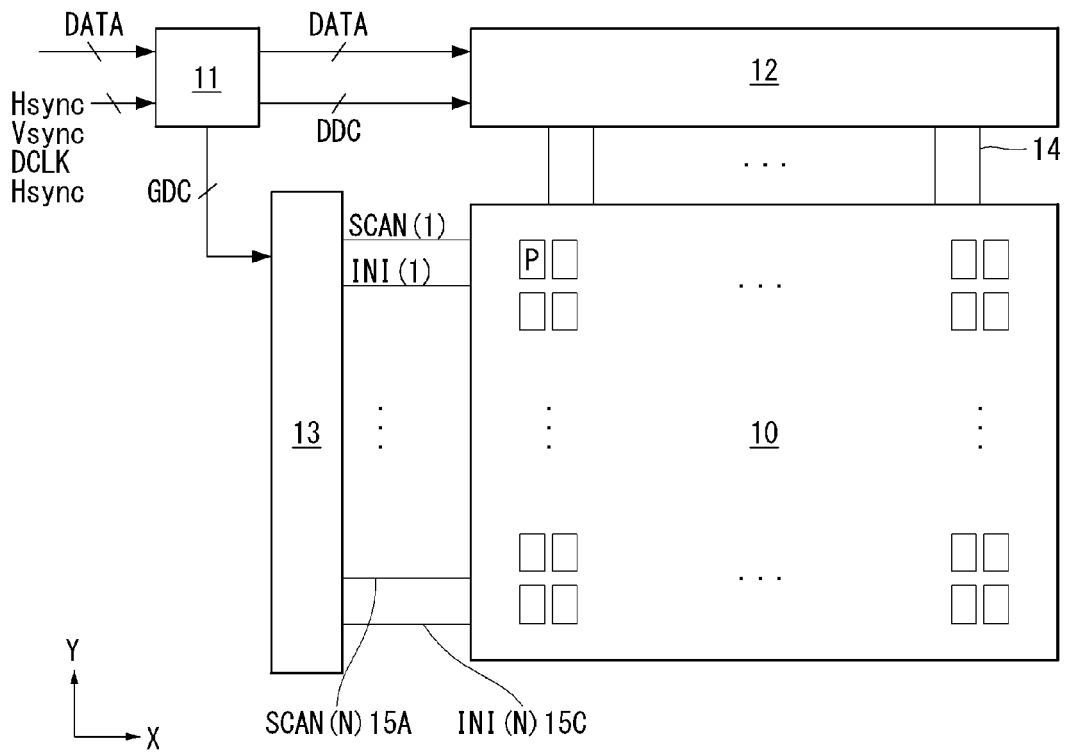 DATA
DATA
11
12
Hsync
Vsync
DCLK
Hsync
DDC
14
GDC
SCAN(1)
INI(1)
P
13
10
Y
X
SCAN(N) 15A
INI(N) 15C